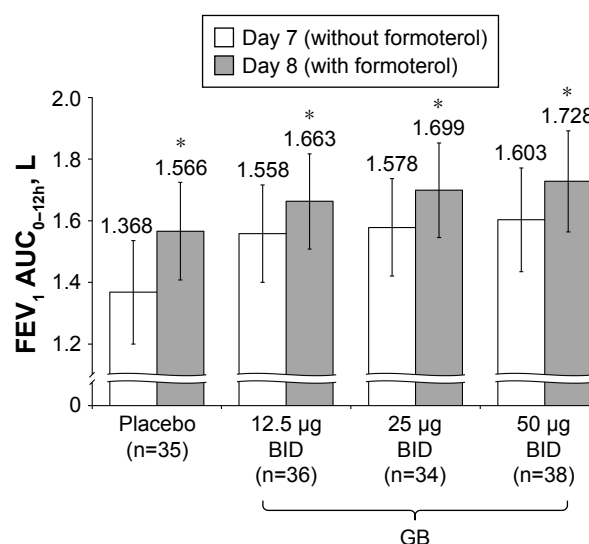 Day 7 (without formoterol)
Day 8 (with formoterol)
FEV₁ AUC₀₋₁₂ₕ, L
2.0
1.8
1.6
1.4
1.2
0
1.368
*
1.566
1.558
*
1.663
1.578
*
1.699
1.603
*
1.728
Placebo
(n=35)
12.5 µg
BID
(n=36)
25 µg
BID
(n=34)
50 µg
BID
(n=38)
GB